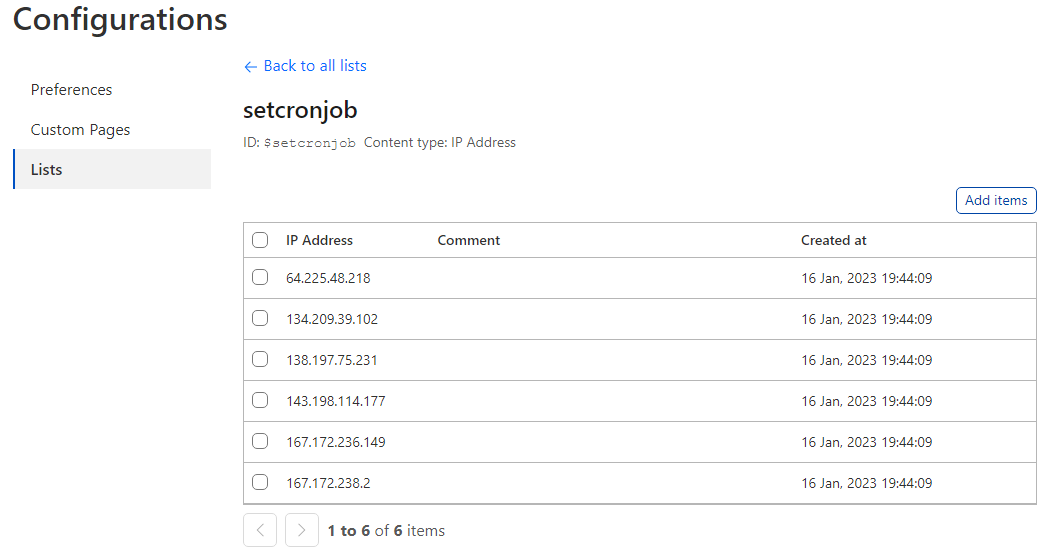 Configurations
← Back to all lists
Preferences
setcronjob
Custom Pages
ID: $setcronjob Content type: IP Address
Lists
Add items
IP Address Comment Created at
64.225.48.218 16 Jan, 2023 19:44:09
134.209.39.102 16 Jan, 2023 19:44:09
138.197.75.231 16 Jan, 2023 19:44:09
143.198.114.177 16 Jan, 2023 19:44:09
167.172.236.149 16 Jan, 2023 19:44:09
167.172.238.2 16 Jan, 2023 19:44:09
1 to 6 of 6 items